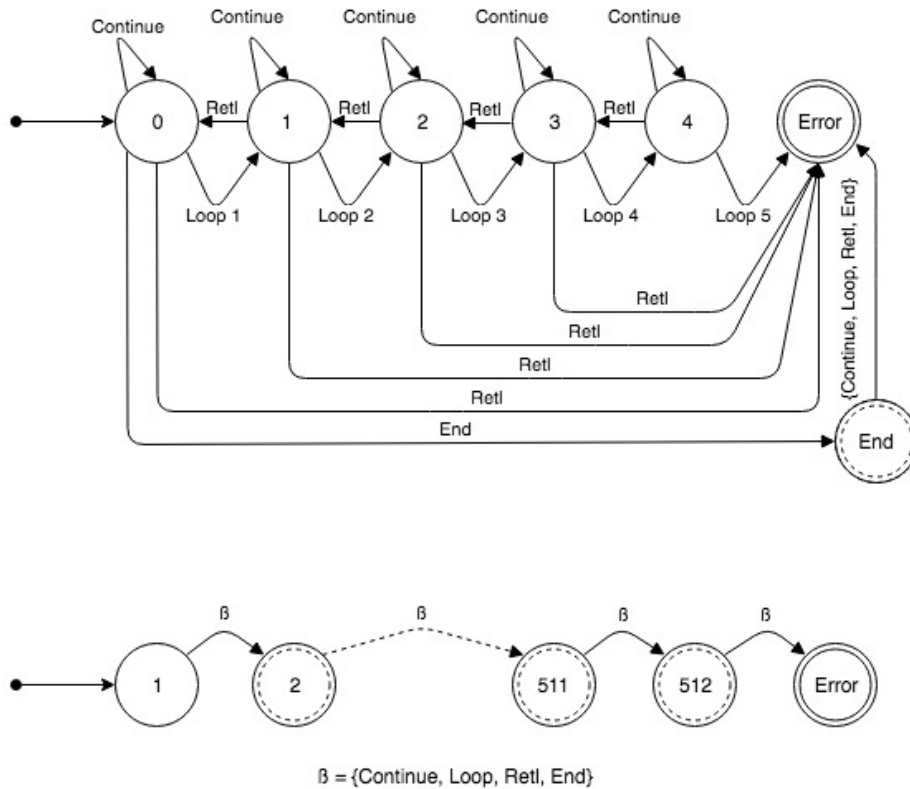 Continue Continue Continue Continue Continue
Retl Retl Retl Retl
0 1 2 3 4 Error
Loop 1 Loop 2 Loop 3 Loop 4 Loop 5
{Continue, Loop, Retl, End}
Retl
Retl
Retl
Retl
End
End
ß ß ß ß
1 2 511 512 Error
ß = {Continue, Loop, Retl, End}